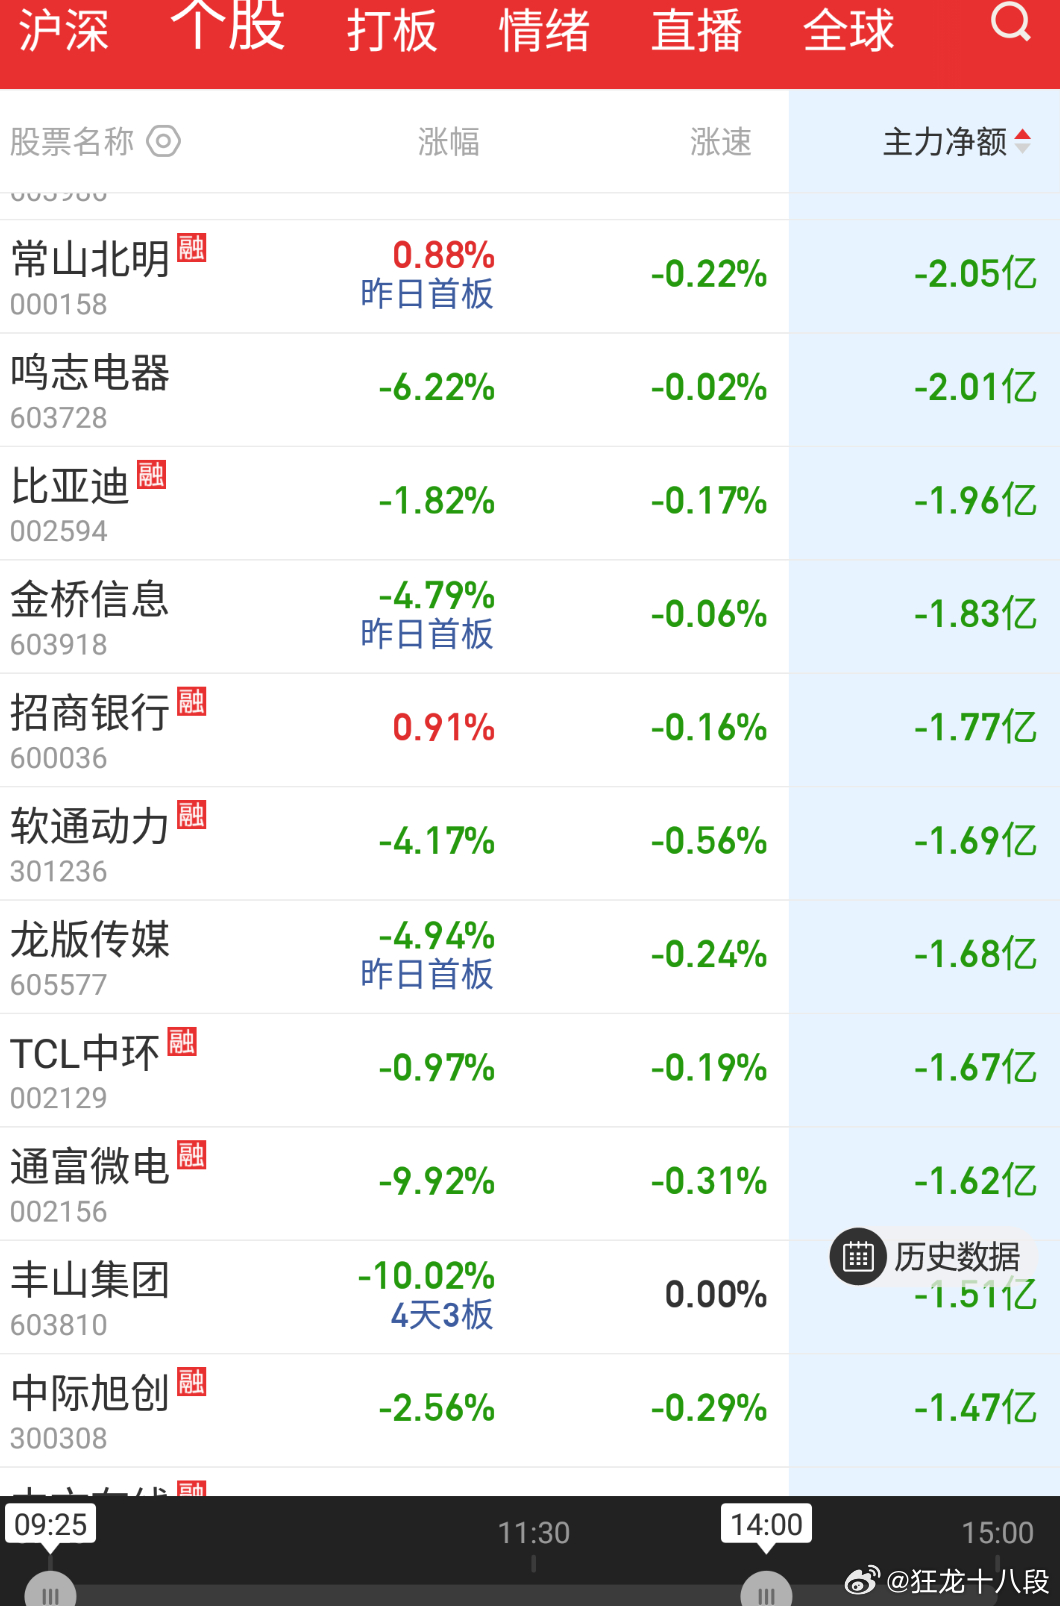 沪深 个股 打板 情绪 直播 全球
股票名称 涨幅 涨速 主力净额
常山北明 融 0.88% -0.22% -2.05亿
000158 昨日首板
鸣志电器 -6.22% -0.02% -2.01亿
603728
比亚迪 融 -1.82% -0.17% -1.96亿
002594
金桥信息 -4.79% -0.06% -1.83亿
603918 昨日首板
招商银行 融 0.91% -0.16% -1.77亿
600036
软通动力 融 -4.17% -0.56% -1.69亿
301236
龙版传媒 -4.94% -0.24% -1.68亿
605577 昨日首板
TCL中环 融 -0.97% -0.19% -1.67亿
002129
通富微电 融 -9.92% -0.31% -1.62亿
002156
历史数据
丰山集团 -10.02% 0.00% -1.51亿
603810 4天3板
中际旭创 融 -2.56% -0.29% -1.47亿
300308
融
09:25 11:30 14:00 15:00
@狂龙十八段